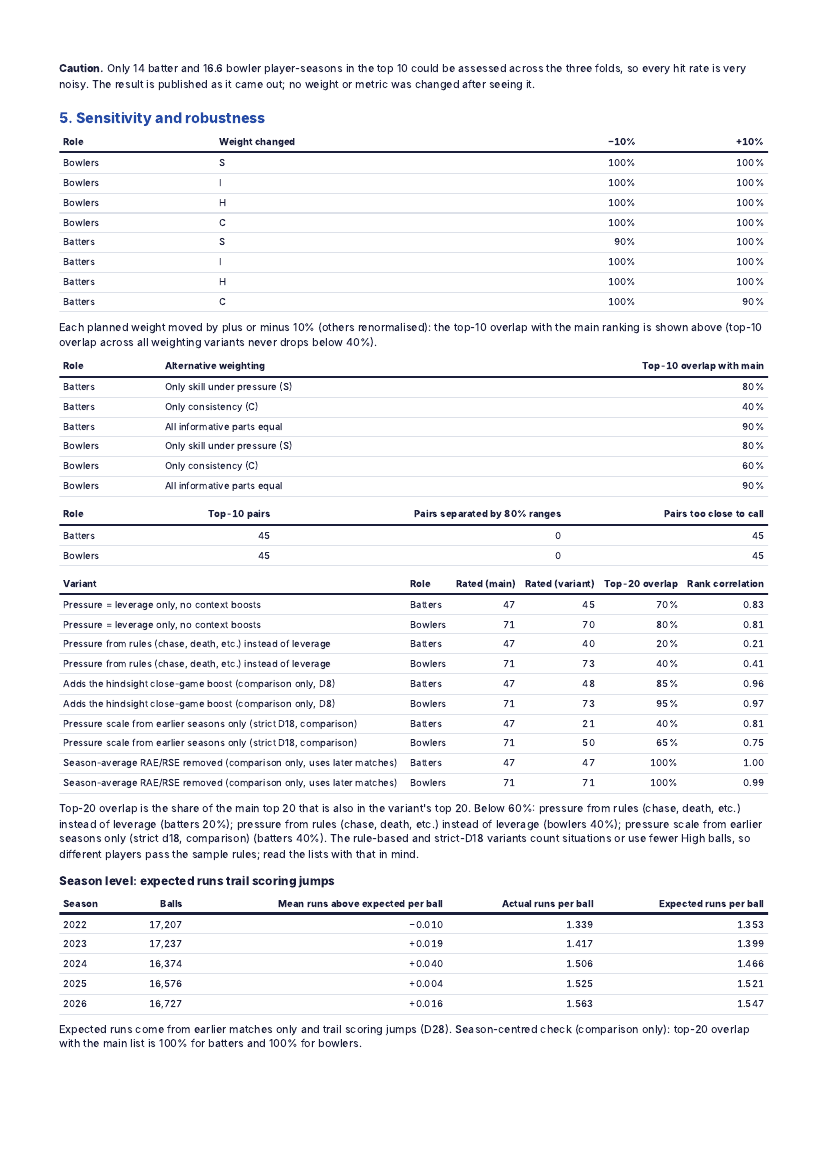 Caution. Only 14 batter and 16.6 bowler player-seasons in the top 10 could be assessed across the three folds, so every hit rate is very
noisy. The result is published as it came out; no weight or metric was changed after seeing it.
5. Sensitivity and robustness
Role Weight changed −10% +10%
Bowlers S 100% 100%
Bowlers I 100% 100%
Bowlers H 100% 100%
Bowlers C 100% 100%
Batters S 90% 100%
Batters I 100% 100%
Batters H 100% 100%
Batters C 100% 90%
Each planned weight moved by plus or minus 10% (others renormalised): the top-10 overlap with the main ranking is shown above (top-10
overlap across all weighting variants never drops below 40%).
Role Alternative weighting Top-10 overlap with main
Batters Only skill under pressure (S) 80%
Batters Only consistency (C) 40%
Batters All informative parts equal 90%
Bowlers Only skill under pressure (S) 80%
Bowlers Only consistency (C) 60%
Bowlers All informative parts equal 90%
Role Top-10 pairs Pairs separated by 80% ranges Pairs too close to call
Batters 45 0 45
Bowlers 45 0 45
Variant Role Rated (main) Rated (variant) Top-20 overlap Rank correlation
Pressure = leverage only, no context boosts Batters 47 45 70% 0.83
Pressure = leverage only, no context boosts Bowlers 71 70 80% 0.81
Pressure from rules (chase, death, etc.) instead of leverage Batters 47 40 20% 0.21
Pressure from rules (chase, death, etc.) instead of leverage Bowlers 71 73 40% 0.41
Adds the hindsight close-game boost (comparison only, D8) Batters 47 48 85% 0.96
Adds the hindsight close-game boost (comparison only, D8) Bowlers 71 73 95% 0.97
Pressure scale from earlier seasons only (strict D18, comparison) Batters 47 21 40% 0.81
Pressure scale from earlier seasons only (strict D18, comparison) Bowlers 71 50 65% 0.75
Season-average RAE/RSE removed (comparison only, uses later matches) Batters 47 47 100% 1.00
Season-average RAE/RSE removed (comparison only, uses later matches) Bowlers 71 71 100% 0.99
Top-20 overlap is the share of the main top 20 that is also in the variant's top 20. Below 60%: pressure from rules (chase, death, etc.)
instead of leverage (batters 20%); pressure from rules (chase, death, etc.) instead of leverage (bowlers 40%); pressure scale from earlier
seasons only (strict d18, comparison) (batters 40%). The rule-based and strict-D18 variants count situations or use fewer High balls, so
different players pass the sample rules; read the lists with that in mind.
Season level: expected runs trail scoring jumps
Season Balls Mean runs above expected per ball Actual runs per ball Expected runs per ball
2022 17,207 −0.010 1.339 1.353
2023 17,237 +0.019 1.417 1.399
2024 16,374 +0.040 1.506 1.466
2025 16,576 +0.004 1.525 1.521
2026 16,727 +0.016 1.563 1.547
Expected runs come from earlier matches only and trail scoring jumps (D28). Season-centred check (comparison only): top-20 overlap
with the main list is 100% for batters and 100% for bowlers.